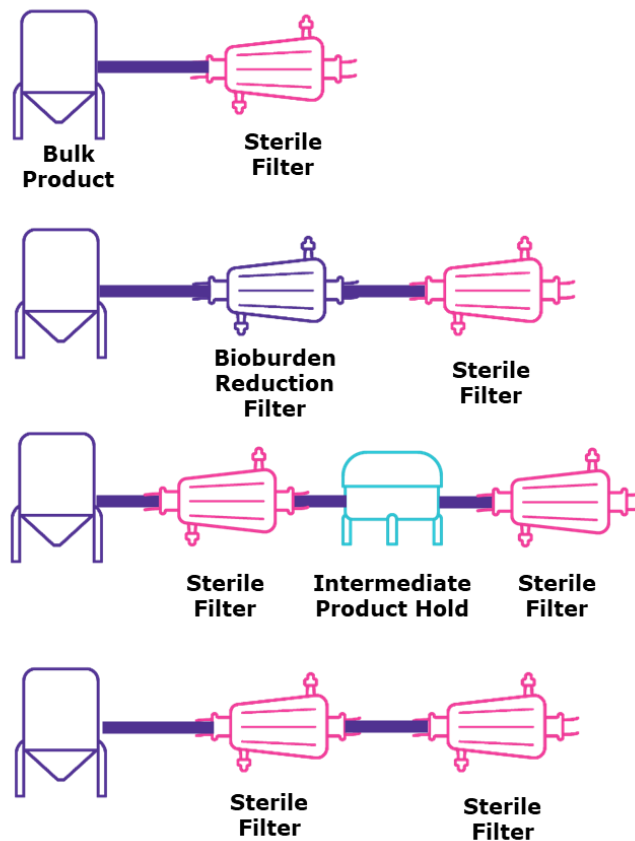 Bulk
Product
Sterile
Filter
Bioburden
Reduction
Filter
Sterile
Filter
Sterile
Filter
Intermediate
Product Hold
Sterile
Filter
Sterile
Filter
Sterile
Filter